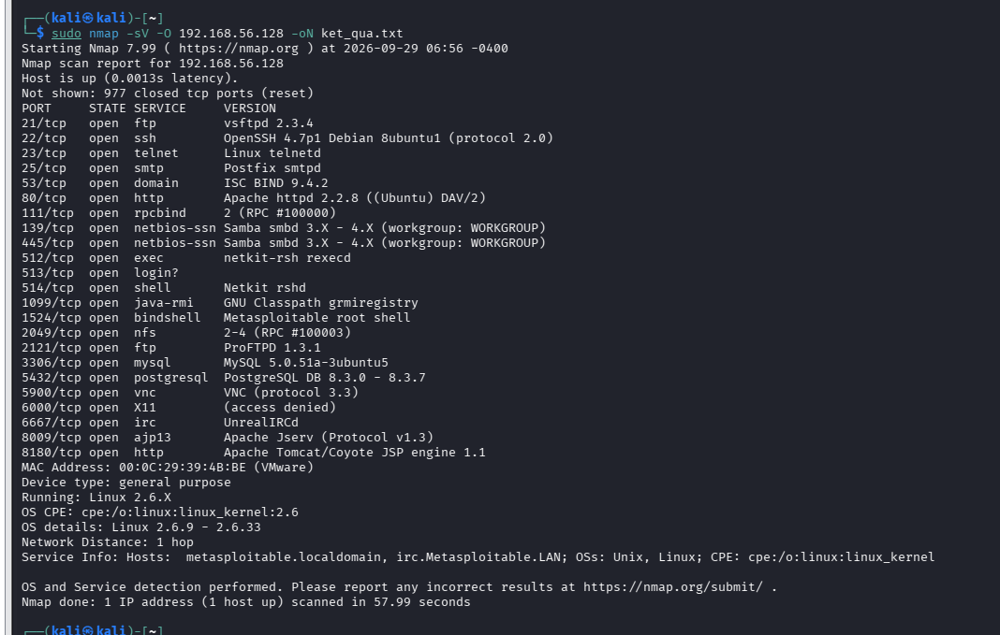 ┌──(kali㉿kali)-[~]
└─$ sudo nmap -sV -O 192.168.56.128 -oN ket_qua.txt
Starting Nmap 7.99 ( https://nmap.org ) at 2026-09-29 06:56 -0400
Nmap scan report for 192.168.56.128
Host is up (0.0013s latency).
Not shown: 977 closed tcp ports (reset)
PORT     STATE SERVICE     VERSION
21/tcp   open  ftp         vsftpd 2.3.4
22/tcp   open  ssh         OpenSSH 4.7p1 Debian 8ubuntu1 (protocol 2.0)
23/tcp   open  telnet      Linux telnetd
25/tcp   open  smtp        Postfix smtpd
53/tcp   open  domain      ISC BIND 9.4.2
80/tcp   open  http        Apache httpd 2.2.8 ((Ubuntu) DAV/2)
111/tcp  open  rpcbind     2 (RPC #100000)
139/tcp  open  netbios-ssn Samba smbd 3.X - 4.X (workgroup: WORKGROUP)
445/tcp  open  netbios-ssn Samba smbd 3.X - 4.X (workgroup: WORKGROUP)
512/tcp  open  exec        netkit-rsh rexecd
513/tcp  open  login?
514/tcp  open  shell       Netkit rshd
1099/tcp open  java-rmi    GNU Classpath grmiregistry
1524/tcp open  bindshell   Metasploitable root shell
2049/tcp open  nfs         2-4 (RPC #100003)
2121/tcp open  ftp         ProFTPD 1.3.1
3306/tcp open  mysql       MySQL 5.0.51a-3ubuntu5
5432/tcp open  postgresql  PostgreSQL DB 8.3.0 - 8.3.7
5900/tcp open  vnc         VNC (protocol 3.3)
6000/tcp open  X11         (access denied)
6667/tcp open  irc         UnrealIRCd
8009/tcp open  ajp13       Apache Jserv (Protocol v1.3)
8180/tcp open  http        Apache Tomcat/Coyote JSP engine 1.1
MAC Address: 00:0C:29:39:4B:BE (VMware)
Device type: general purpose
Running: Linux 2.6.X
OS CPE: cpe:/o:linux:linux_kernel:2.6
OS details: Linux 2.6.9 - 2.6.33
Network Distance: 1 hop
Service Info: Hosts:  metasploitable.localdomain, irc.Metasploitable.LAN; OSs: Unix, Linux; CPE: cpe:/o:linux:linux_kernel

OS and Service detection performed. Please report any incorrect results at https://nmap.org/submit/ .
Nmap done: 1 IP address (1 host up) scanned in 57.99 seconds

┌──(kali㉿kali)-[~]